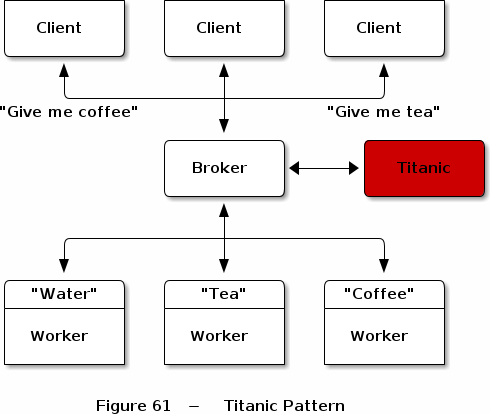 Client Client Client
"Give me coffee" "Give me tea"
Broker Titanic
"Water" "Tea" "Coffee"
Worker Worker Worker
Figure 61 – Titanic Pattern